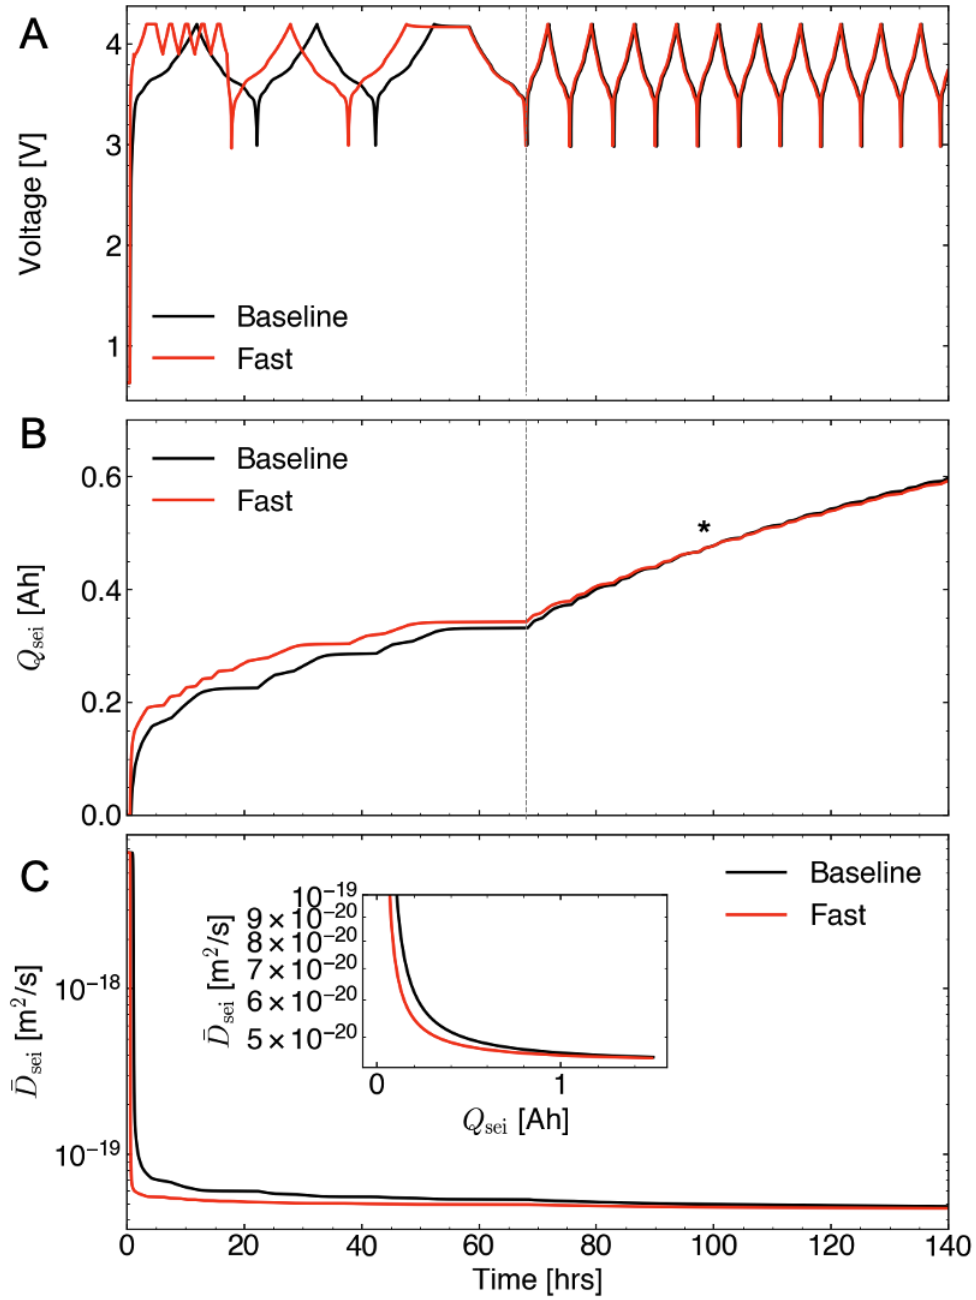 A
4
3
2
1
Voltage [V]
Baseline
Fast
B
0.6
0.4
0.2
0.0
Q_sei [Ah]
Baseline
Fast
*
C
10^-18
10^-19
D̄_sei [m^2/s]
Baseline
Fast
10^-19
9 × 10^-20
8 × 10^-20
7 × 10^-20
6 × 10^-20
5 × 10^-20
D̄_sei [m^2/s]
0 1
Q_sei [Ah]
0 20 40 60 80 100 120 140
Time [hrs]